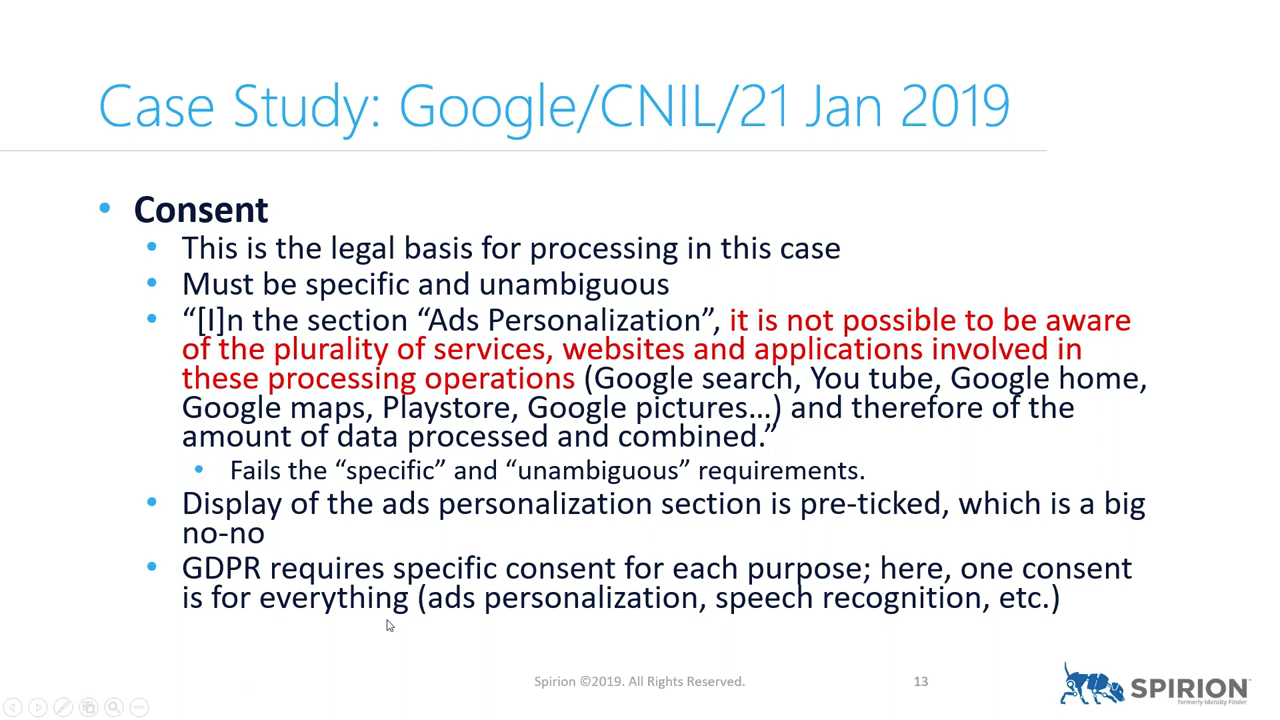 Case Study: Google/CNIL/21 Jan 2019
• Consent
• This is the legal basis for processing in this case
• Must be specific and unambiguous
• “[I]n the section “Ads Personalization”, it is not possible to be aware
of the plurality of services, websites and applications involved in
these processing operations (Google search, You tube, Google home,
Google maps, Playstore, Google pictures…) and therefore of the
amount of data processed and combined.”
• Fails the “specific” and “unambiguous” requirements.
• Display of the ads personalization section is pre-ticked, which is a big
no-no
• GDPR requires specific consent for each purpose; here, one consent
is for everything (ads personalization, speech recognition, etc.)
Spirion ©2019. All Rights Reserved.
13
SPIRION
formerly Identity Finder